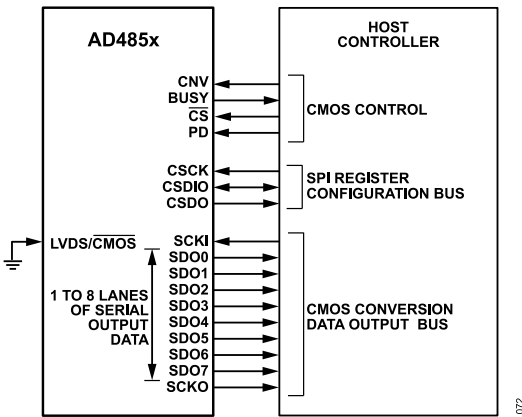 AD485x
HOST
CONTROLLER
CNV
BUSY
CS
PD
CMOS CONTROL
CSCK
CSDIO
CSDO
SPI REGISTER
CONFIGURATION BUS
LVDS/CMOS
SCKI
SDO0
SDO1
SDO2
SDO3
SDO4
SDO5
SDO6
SDO7
SCKO
1 TO 8 LANES
OF SERIAL
OUTPUT
DATA
CMOS CONVERSION
DATA OUTPUT BUS
072